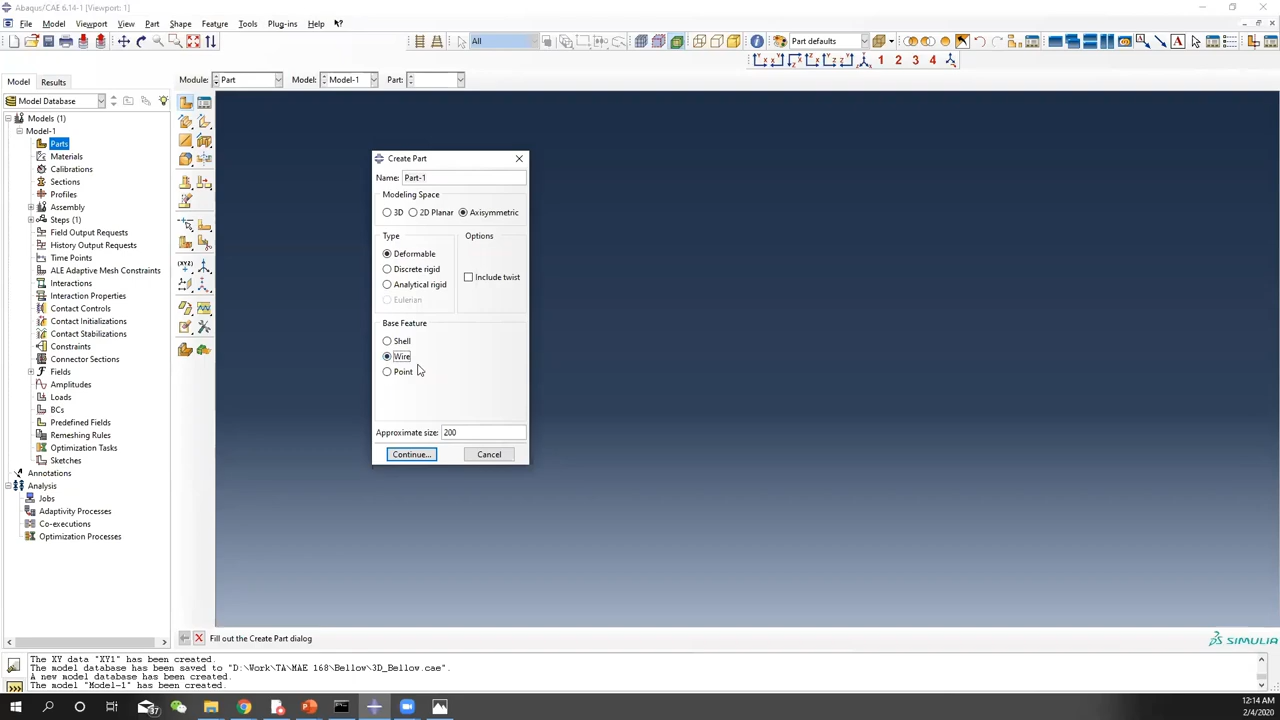 Abaqus/CAE 6.14-1 [Viewport: 1]
File Model Viewport View Part Shape Feature Tools Plug-ins Help
All
Part defaults
1 2 3 4
Model Results
Module: Part Model: Model-1 Part:
Model Database
Models (1)
Model-1
Parts
Materials
Calibrations
Sections
Profiles
Assembly
Steps (1)
Field Output Requests
History Output Requests
Time Points
ALE Adaptive Mesh Constraints
Interactions
Interaction Properties
Contact Controls
Contact Initializations
Contact Stabilizations
Constraints
Connector Sections
Fields
Amplitudes
Loads
BCs
Predefined Fields
Remeshing Rules
Optimization Tasks
Sketches
Annotations
Analysis
Jobs
Adaptivity Processes
Co-executions
Optimization Processes
(XYZ)
Create Part
Name: Part-1
Modeling Space
3D 2D Planar Axisymmetric
Type
Options
Deformable
Discrete rigid
Include twist
Analytical rigid
Eulerian
Base Feature
Shell
Wire
Point
Approximate size: 200
Continue... Cancel
Fill out the Create Part dialog
SIMULIA
The XY data "XY1" has been created.
The model database has been saved to "D:\Work\TA\MAE 168\Bellow\3D_Bellow.cae".
A new model database has been created.
The model "Model-1" has been created.
37
12:14 AM
2/4/2020